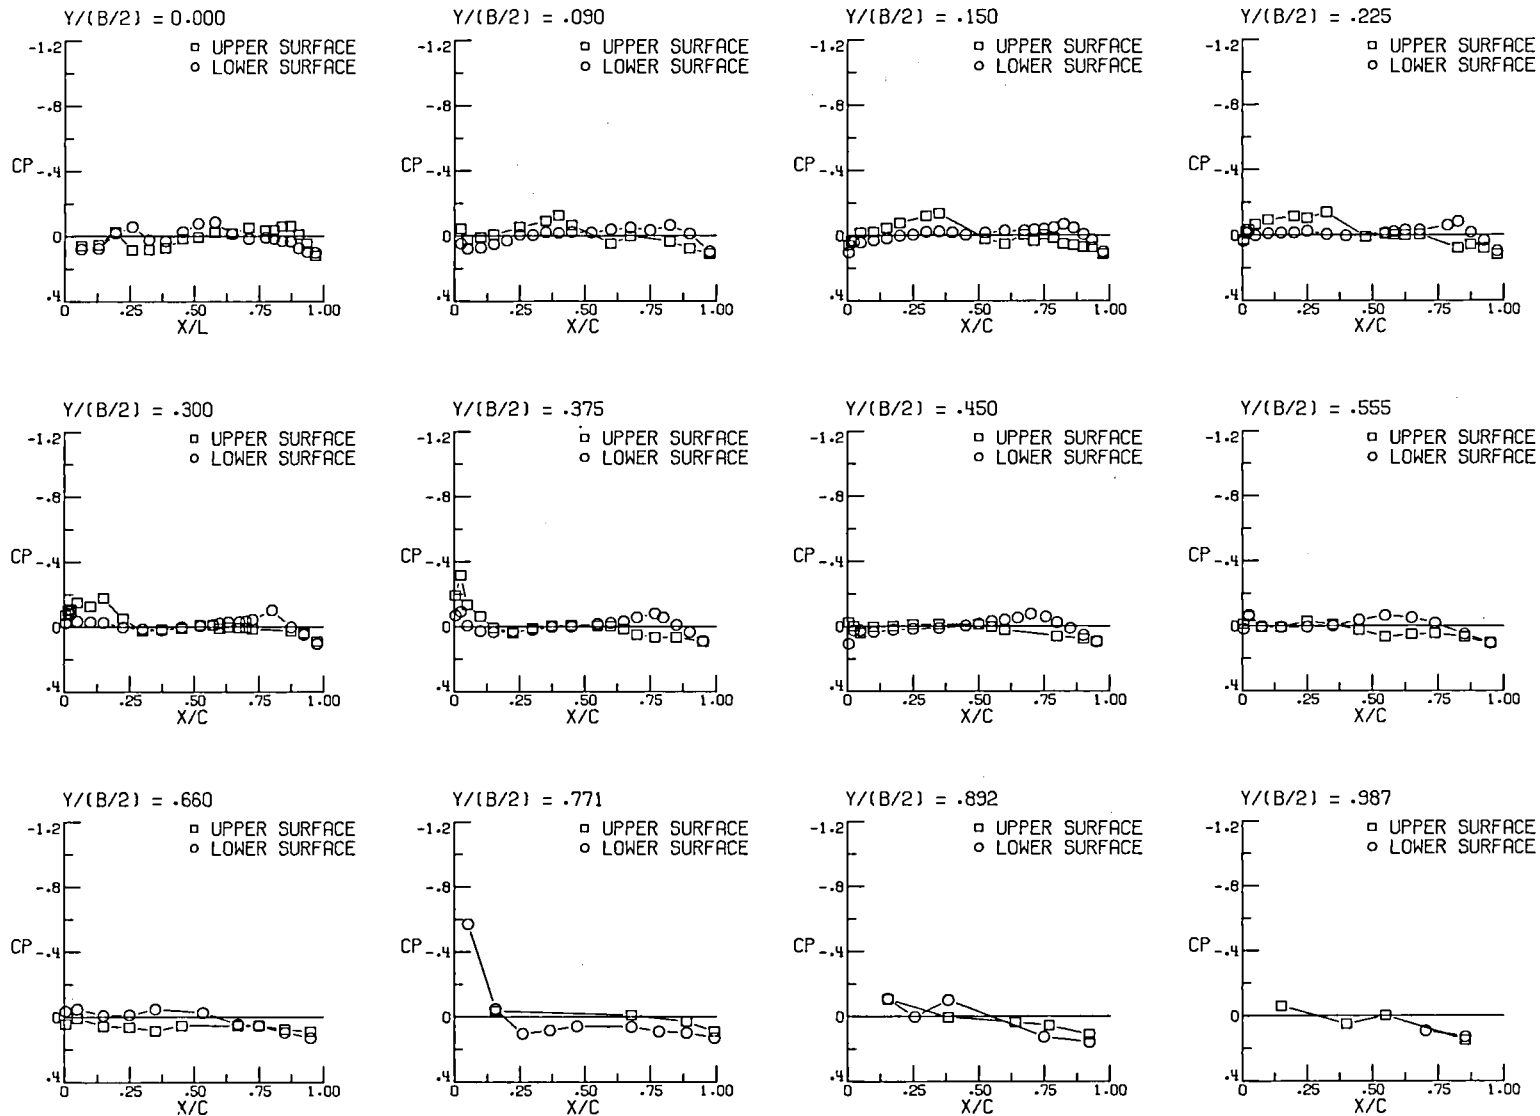 Y/(B/2) = 0.000
-1.2
□ UPPER SURFACE
○ LOWER SURFACE
-.8
CP -.4
0
.4
0 .25 .50 .75 1.00
X/L
Y/(B/2) = .090
-1.2
□ UPPER SURFACE
○ LOWER SURFACE
-.8
CP -.4
0
.4
0 .25 .50 .75 1.00
X/C
Y/(B/2) = .150
-1.2
□ UPPER SURFACE
○ LOWER SURFACE
-.8
CP -.4
0
.4
0 .25 .50 .75 1.00
X/C
Y/(B/2) = .225
-1.2
□ UPPER SURFACE
○ LOWER SURFACE
-.8
CP -.4
0
.4
0 .25 .50 .75 1.00
X/C
Y/(B/2) = .300
-1.2
□ UPPER SURFACE
○ LOWER SURFACE
-.8
CP -.4
0
.4
0 .25 .50 .75 1.00
X/C
Y/(B/2) = .375
-1.2
□ UPPER SURFACE
○ LOWER SURFACE
-.8
CP -.4
0
.4
0 .25 .50 .75 1.00
X/C
Y/(B/2) = .450
-1.2
□ UPPER SURFACE
○ LOWER SURFACE
-.8
CP -.4
0
.4
0 .25 .50 .75 1.00
X/C
Y/(B/2) = .555
-1.2
□ UPPER SURFACE
○ LOWER SURFACE
-.8
CP -.4
0
.4
0 .25 .50 .75 1.00
X/C
Y/(B/2) = .660
-1.2
□ UPPER SURFACE
○ LOWER SURFACE
-.8
CP -.4
0
.4
0 .25 .50 .75 1.00
X/C
Y/(B/2) = .771
-1.2
□ UPPER SURFACE
○ LOWER SURFACE
-.8
CP -.4
0
.4
0 .25 .50 .75 1.00
X/C
Y/(B/2) = .892
-1.2
□ UPPER SURFACE
○ LOWER SURFACE
-.8
CP -.4
0
.4
0 .25 .50 .75 1.00
X/C
Y/(B/2) = .987
-1.2
□ UPPER SURFACE
○ LOWER SURFACE
-.8
CP -.4
0
.4
0 .25 .50 .75 1.00
X/C